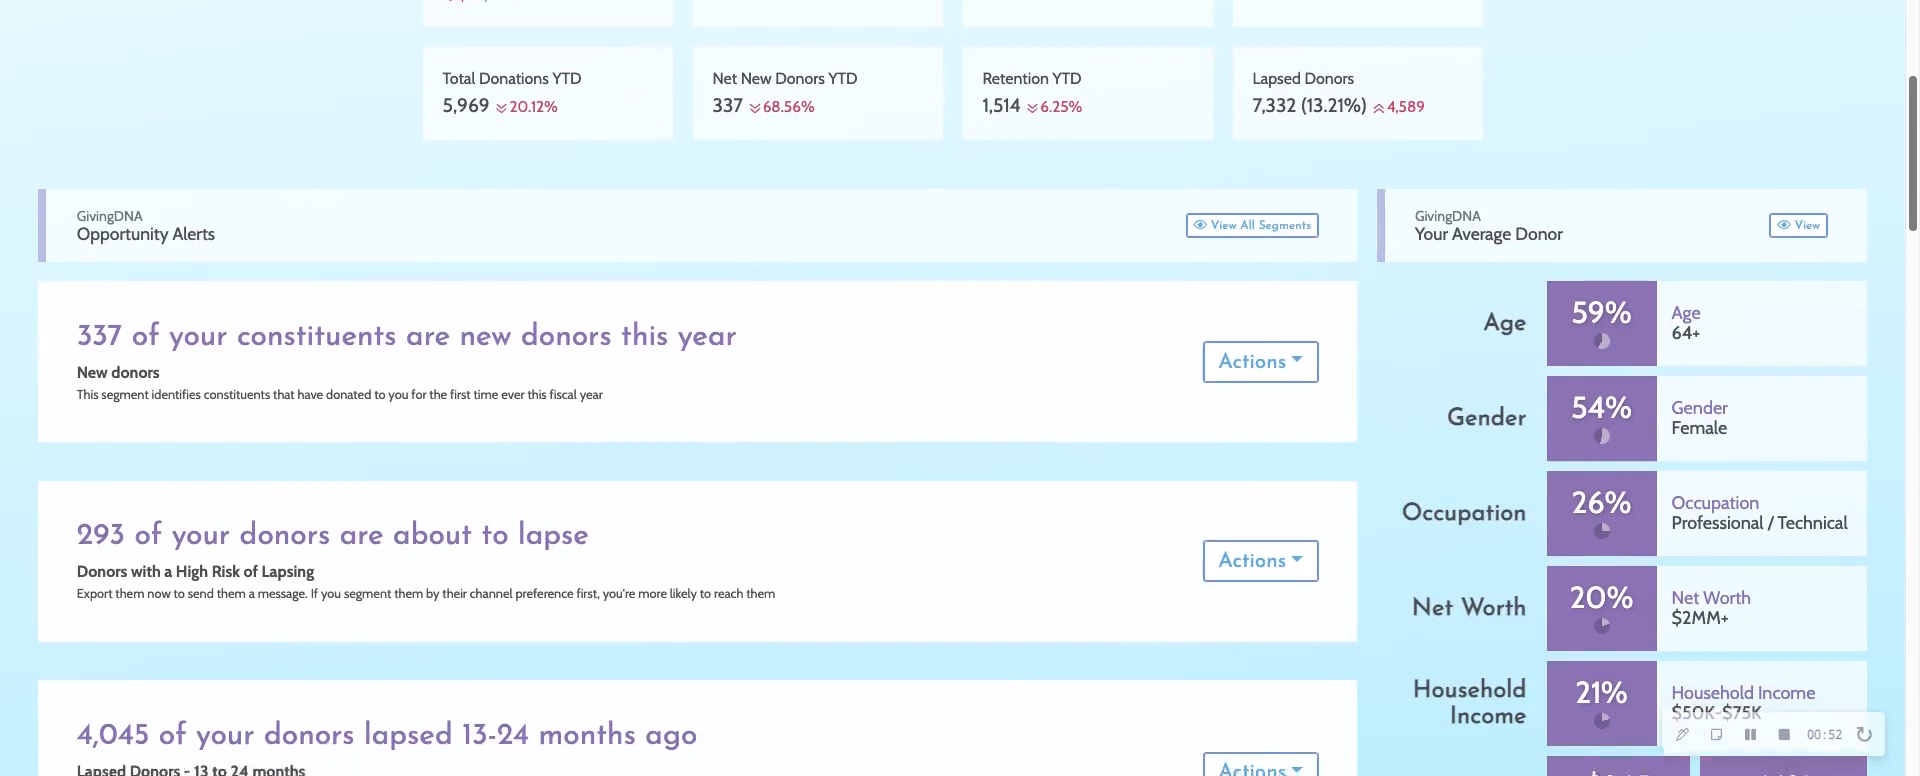 Total Donations YTD
5,969 20.12%
Net New Donors YTD
337 68.56%
Retention YTD
1,514 6.25%
Lapsed Donors
7,332 (13.21%) 4,589
GivingDNA
Opportunity Alerts
View All Segments
337 of your constituents are new donors this year
New donors
This segment identifies constituents that have donated to you for the first time ever this fiscal year
Actions
293 of your donors are about to lapse
Donors with a High Risk of Lapsing
Export them now to send them a message. If you segment them by their channel preference first, you're more likely to reach them
Actions
4,045 of your donors lapsed 13-24 months ago
Lapsed Donors - 13 to 24 months
Actions
GivingDNA
Your Average Donor
View
Age
59%
Age
64+
Gender
54%
Gender
Female
Occupation
26%
Occupation
Professional / Technical
Net Worth
20%
Net Worth
$2MM+
Household
Income
21%
Household Income
$50K-$75K
00:52